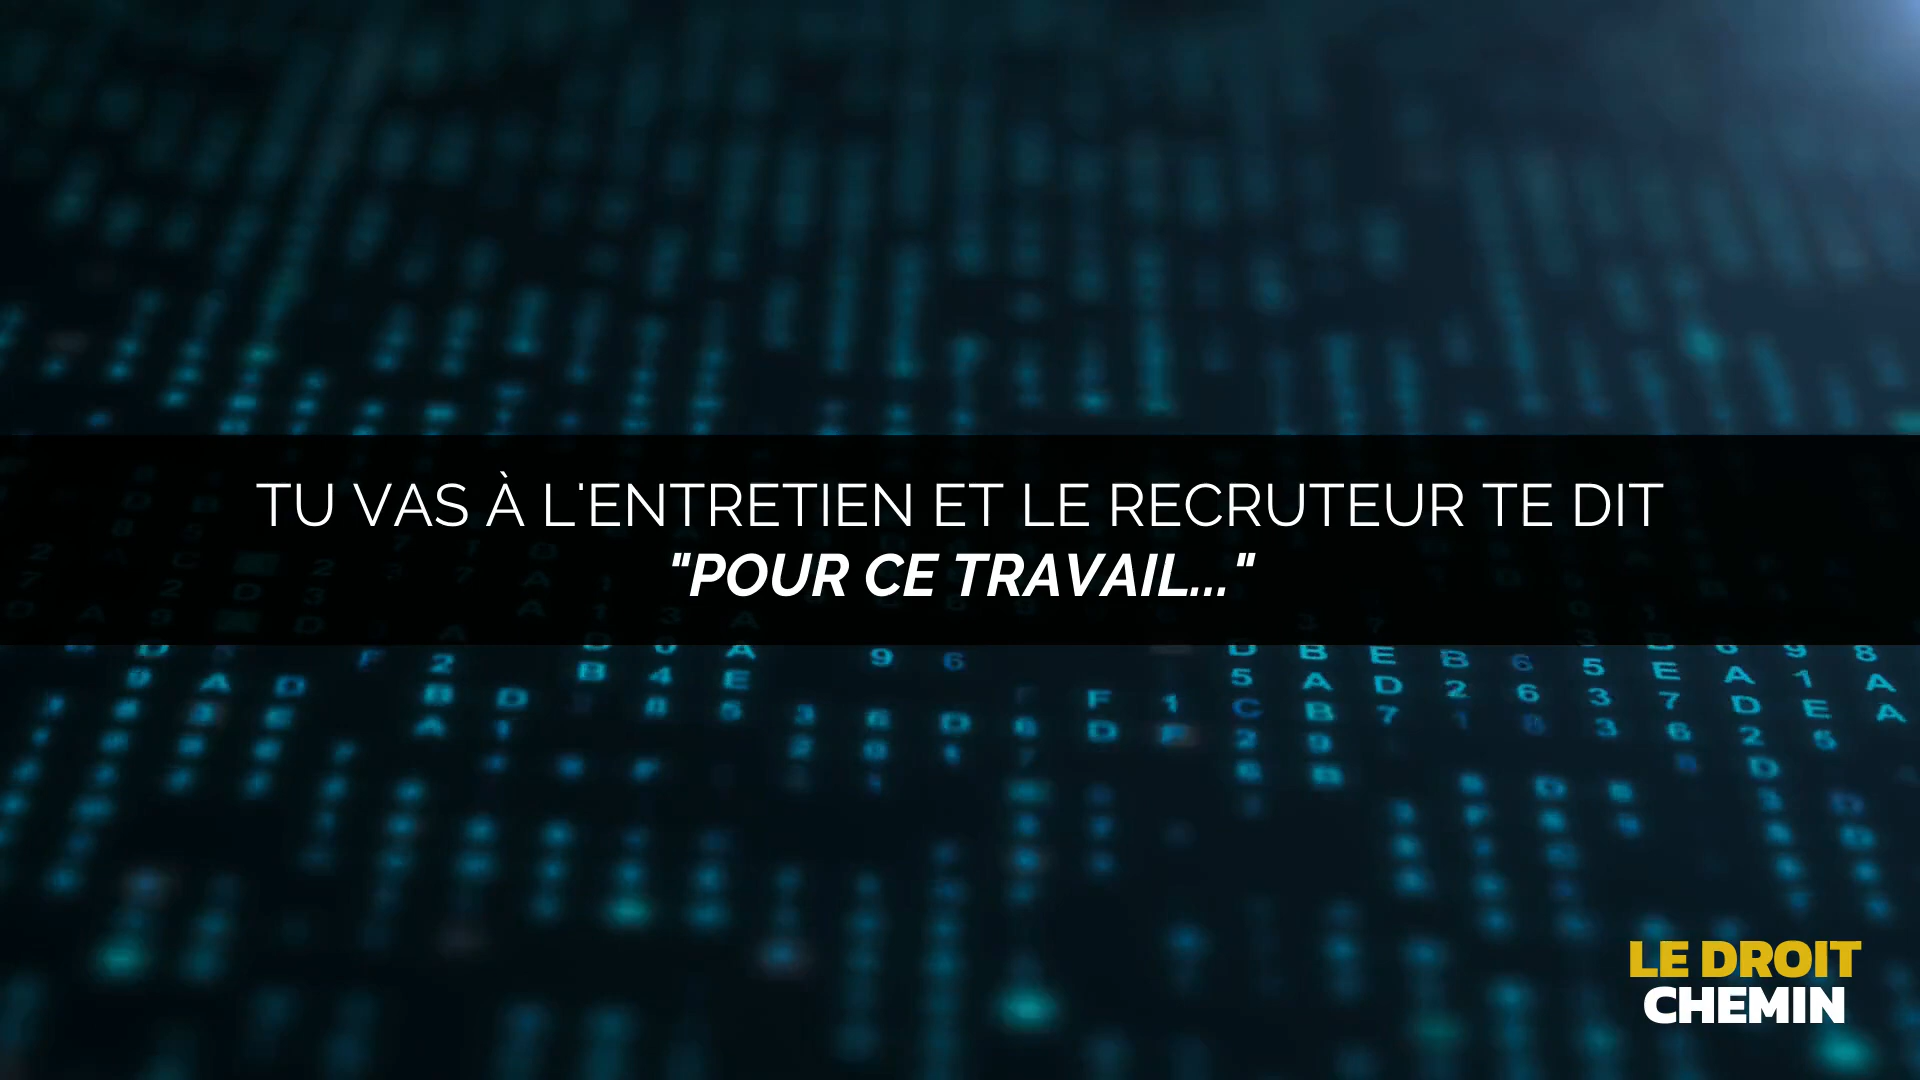 TU VAS À L'ENTRETIEN ET LE RECRUTEUR TE DIT
"POUR CE TRAVAIL..."
LE DROIT
CHEMIN